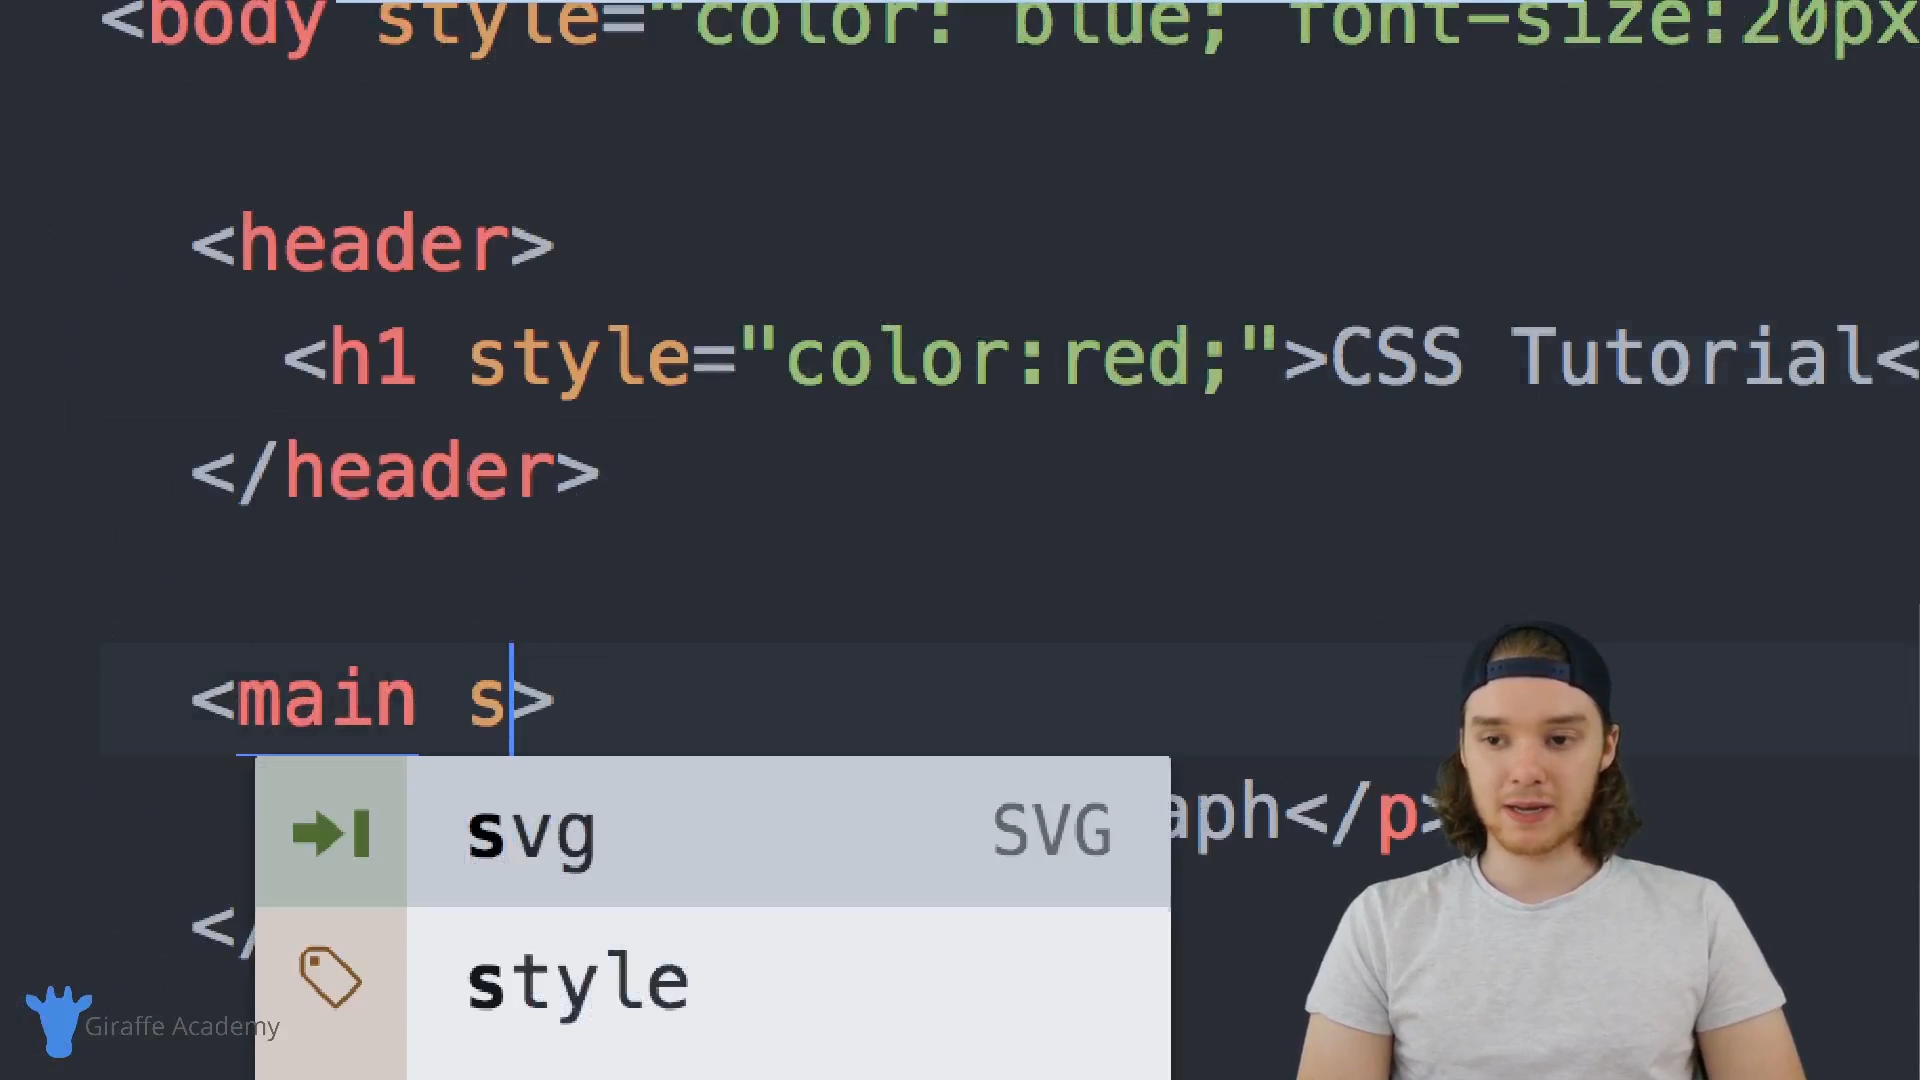 <body style="color: blue; font-size:20px
<header>
<h1 style="color:red;">CSS Tutorial<
</header>
<main s>
svg SVG
aph</p>
</
style
Giraffe Academy